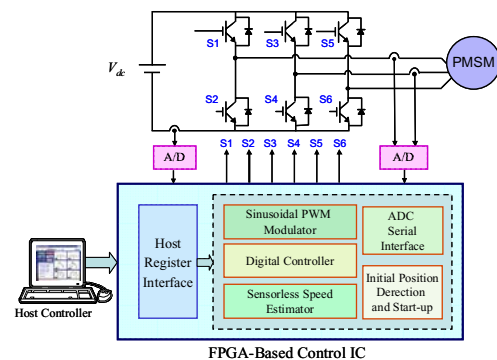 S1
S3
S5
PMSM
Vdc
S2
S4
S6
A/D
S1 S2 S3 S4 S5 S6
A/D
Host
Register
Interface
Sinusoidal PWM
Modulator
ADC
Serial
Interface
Digital Controller
Sensorless Speed
Estimator
Initial Position
Direction
and Start-up
Host Controller
FPGA-Based Control IC